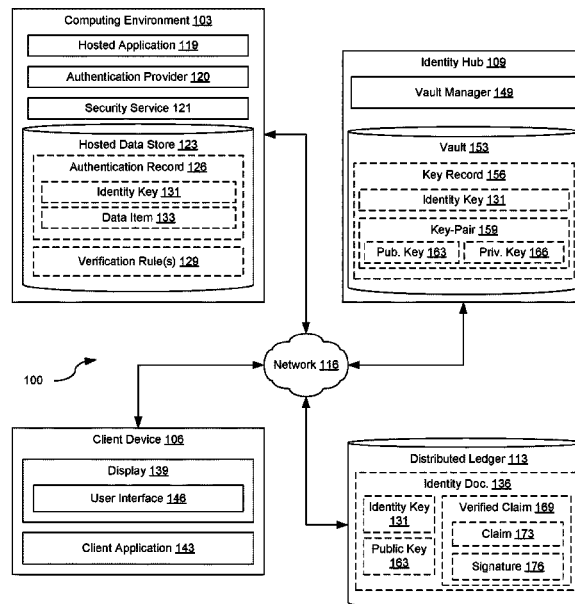 Computing Environment 103
Hosted Application 119
Authentication Provider 120
Security Service 121
Hosted Data Store 123
Authentication Record 126
Identity Key 131
Data Item 133
Verification Rule(s) 129
Identity Hub 109
Vault Manager 149
Vault 153
Key Record 156
Identity Key 131
Key-Pair 159
Pub. Key 163
Priv. Key 166
Network 116
100
Client Device 106
Display 139
User Interface 146
Client Application 143
Distributed Ledger 113
Identity Doc. 136
Identity Key
131
Public Key
163
Verified Claim 169
Claim 173
Signature 176